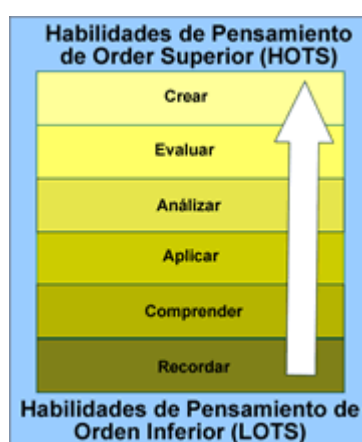 Habilidades de Pensamiento
de Order Superior (HOTS)
Crear
Evaluar
Análizar
Aplicar
Comprender
Recordar
Habilidades de Pensamiento de
Orden Inferior (LOTS)